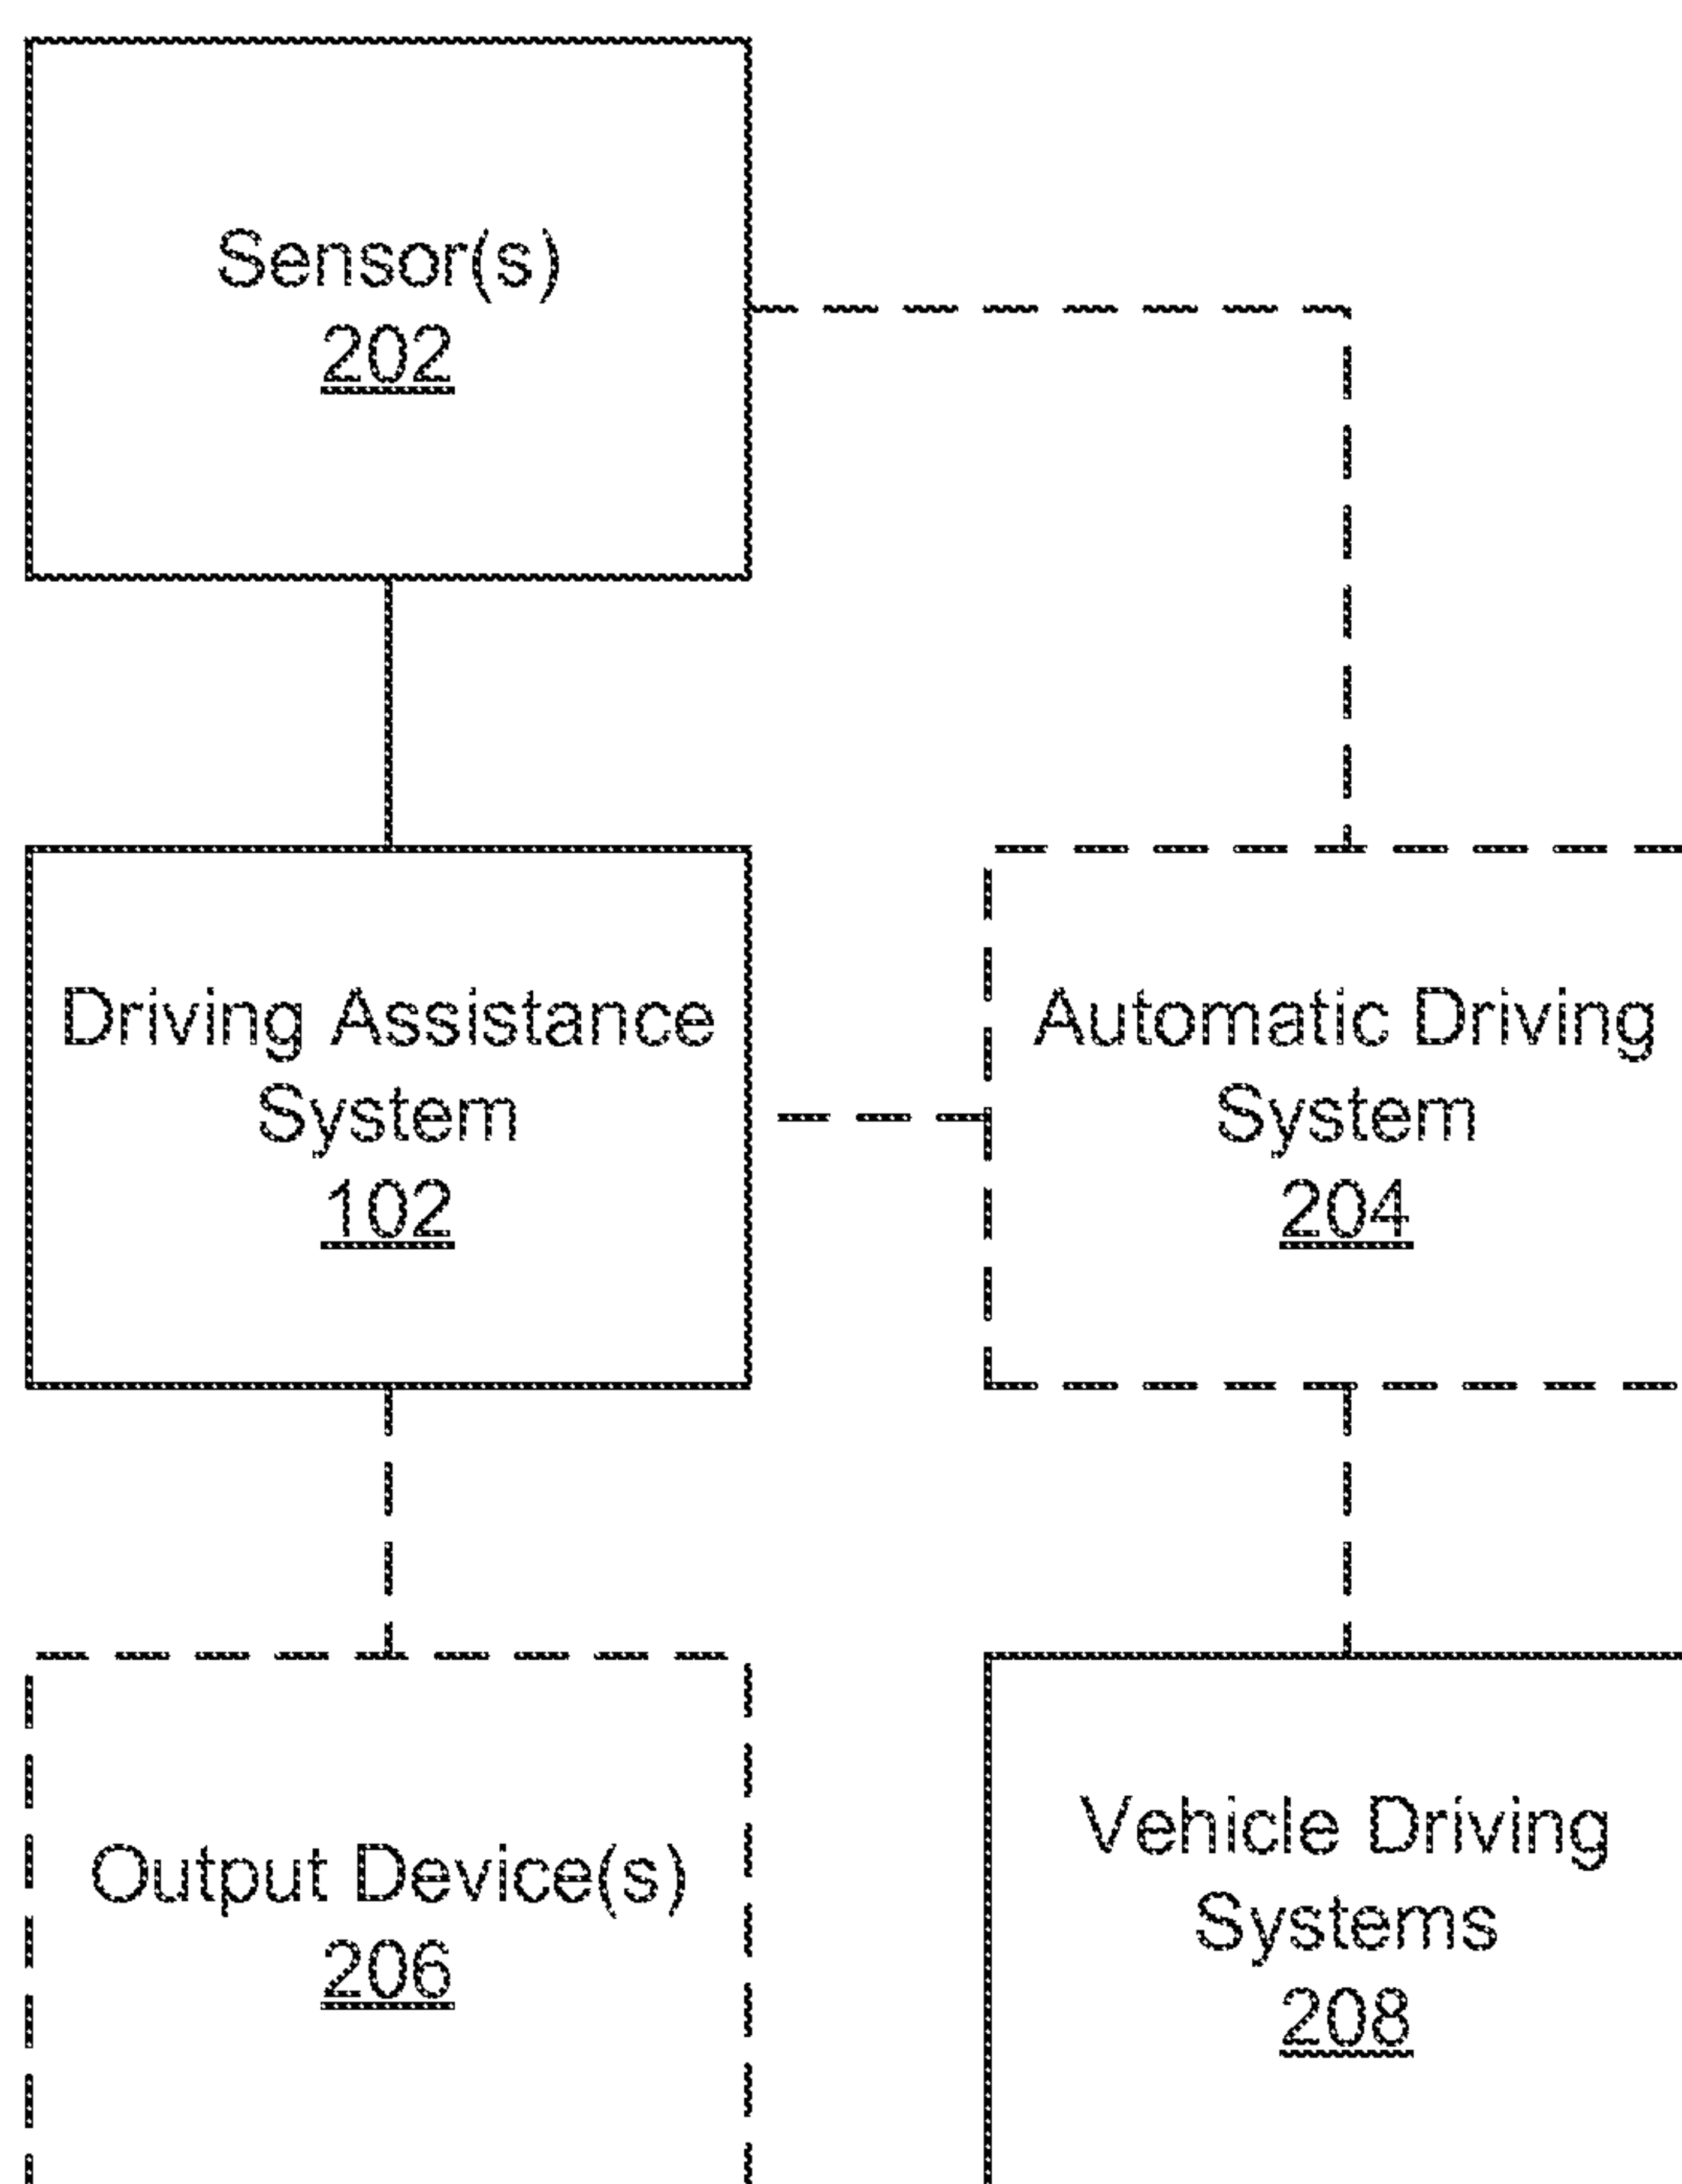 Sensor(s)
202
Driving Assistance
System
102
Automatic Driving
System
204
Output Device(s)
206
Vehicle Driving
Systems
208